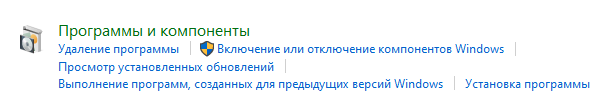 Программы и компоненты
Удаление программы Включение или отключение компонентов Windows
Просмотр установленных обновлений
Выполнение программ, созданных для предыдущих версий Windows Установка программы